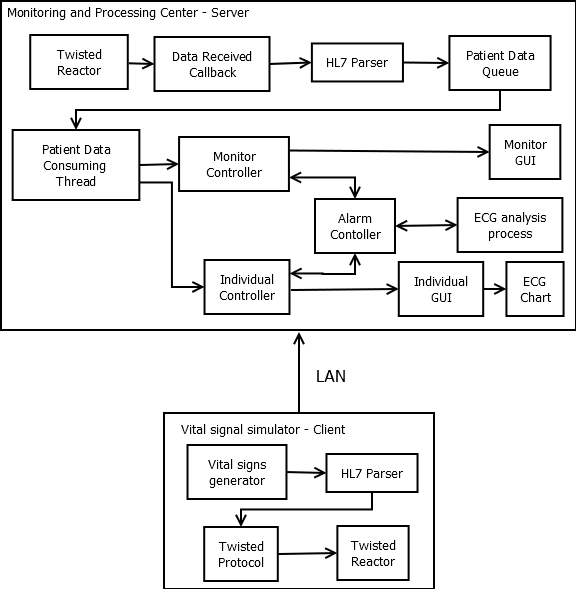 Monitoring and Processing Center - Server
Twisted
Reactor
Data Received
Callback
HL7 Parser
Patient Data
Queue
Patient Data
Consuming
Thread
Monitor
Controller
Monitor
GUI
Alarm
Contoller
ECG analysis
process
Individual
Controller
Individual
GUI
ECG
Chart
LAN
Vital signal simulator - Client
Vital signs
generator
HL7 Parser
Twisted
Protocol
Twisted
Reactor